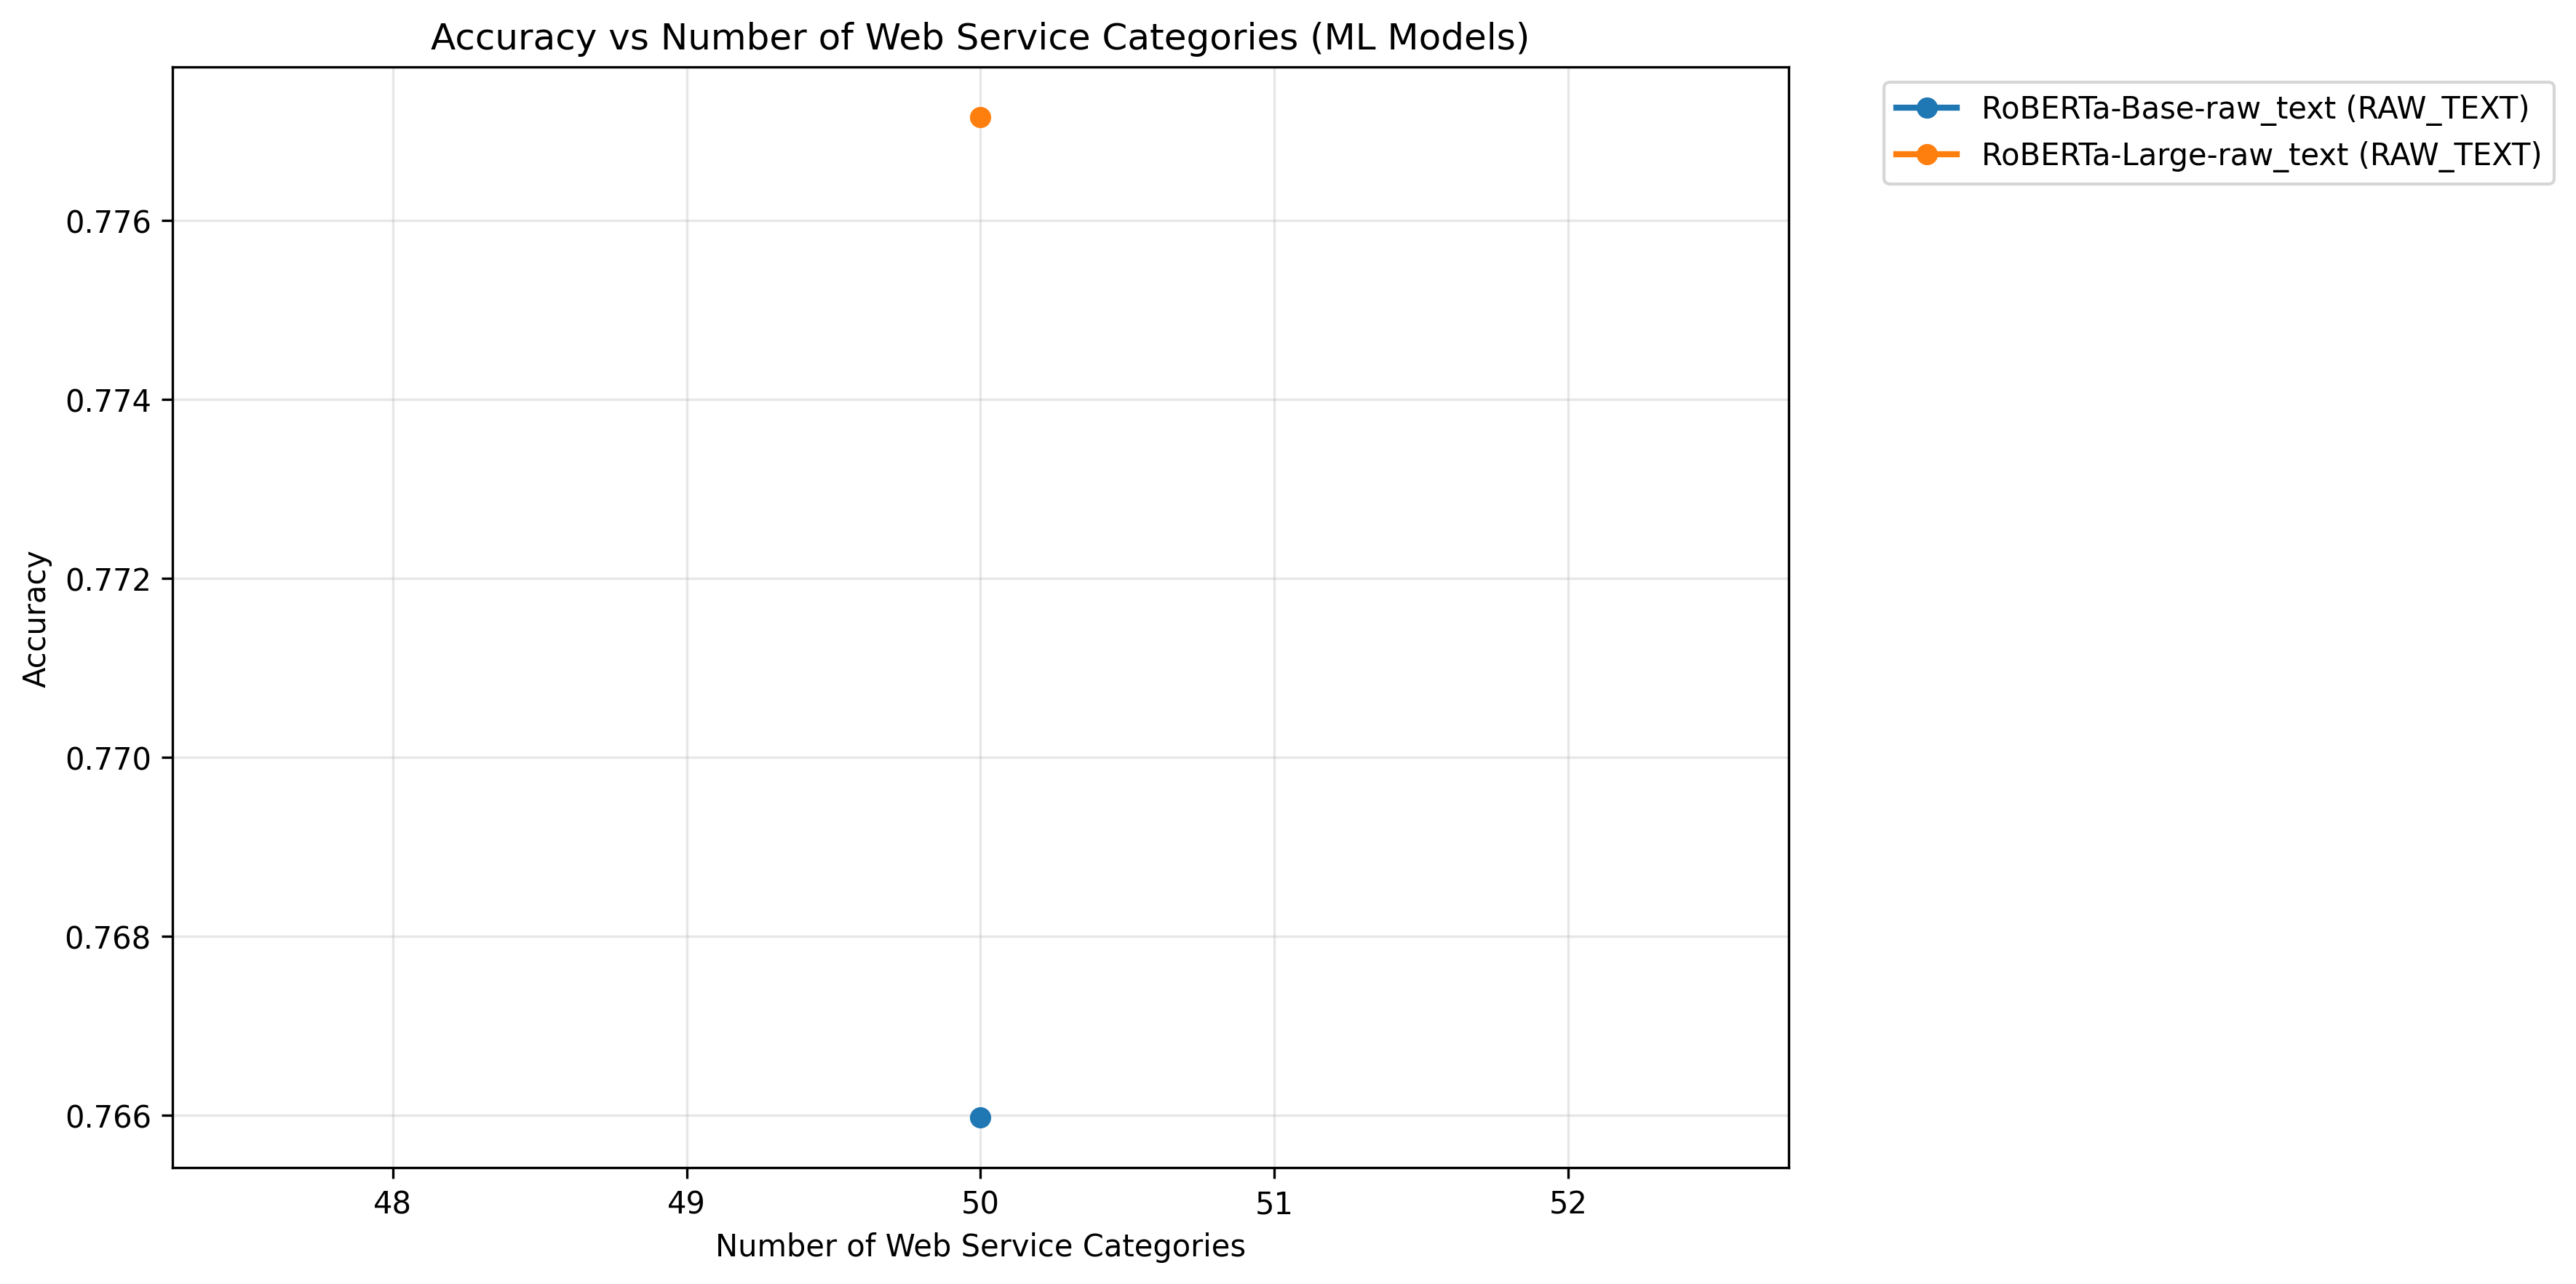 Accuracy vs Number of Web Service Categories (ML Models)
RoBERTa-Base-raw_text (RAW_TEXT)
RoBERTa-Large-raw_text (RAW_TEXT)
0.776
0.774
0.772
0.770
0.768
0.766
Accuracy
48 49 50 51 52
Number of Web Service Categories